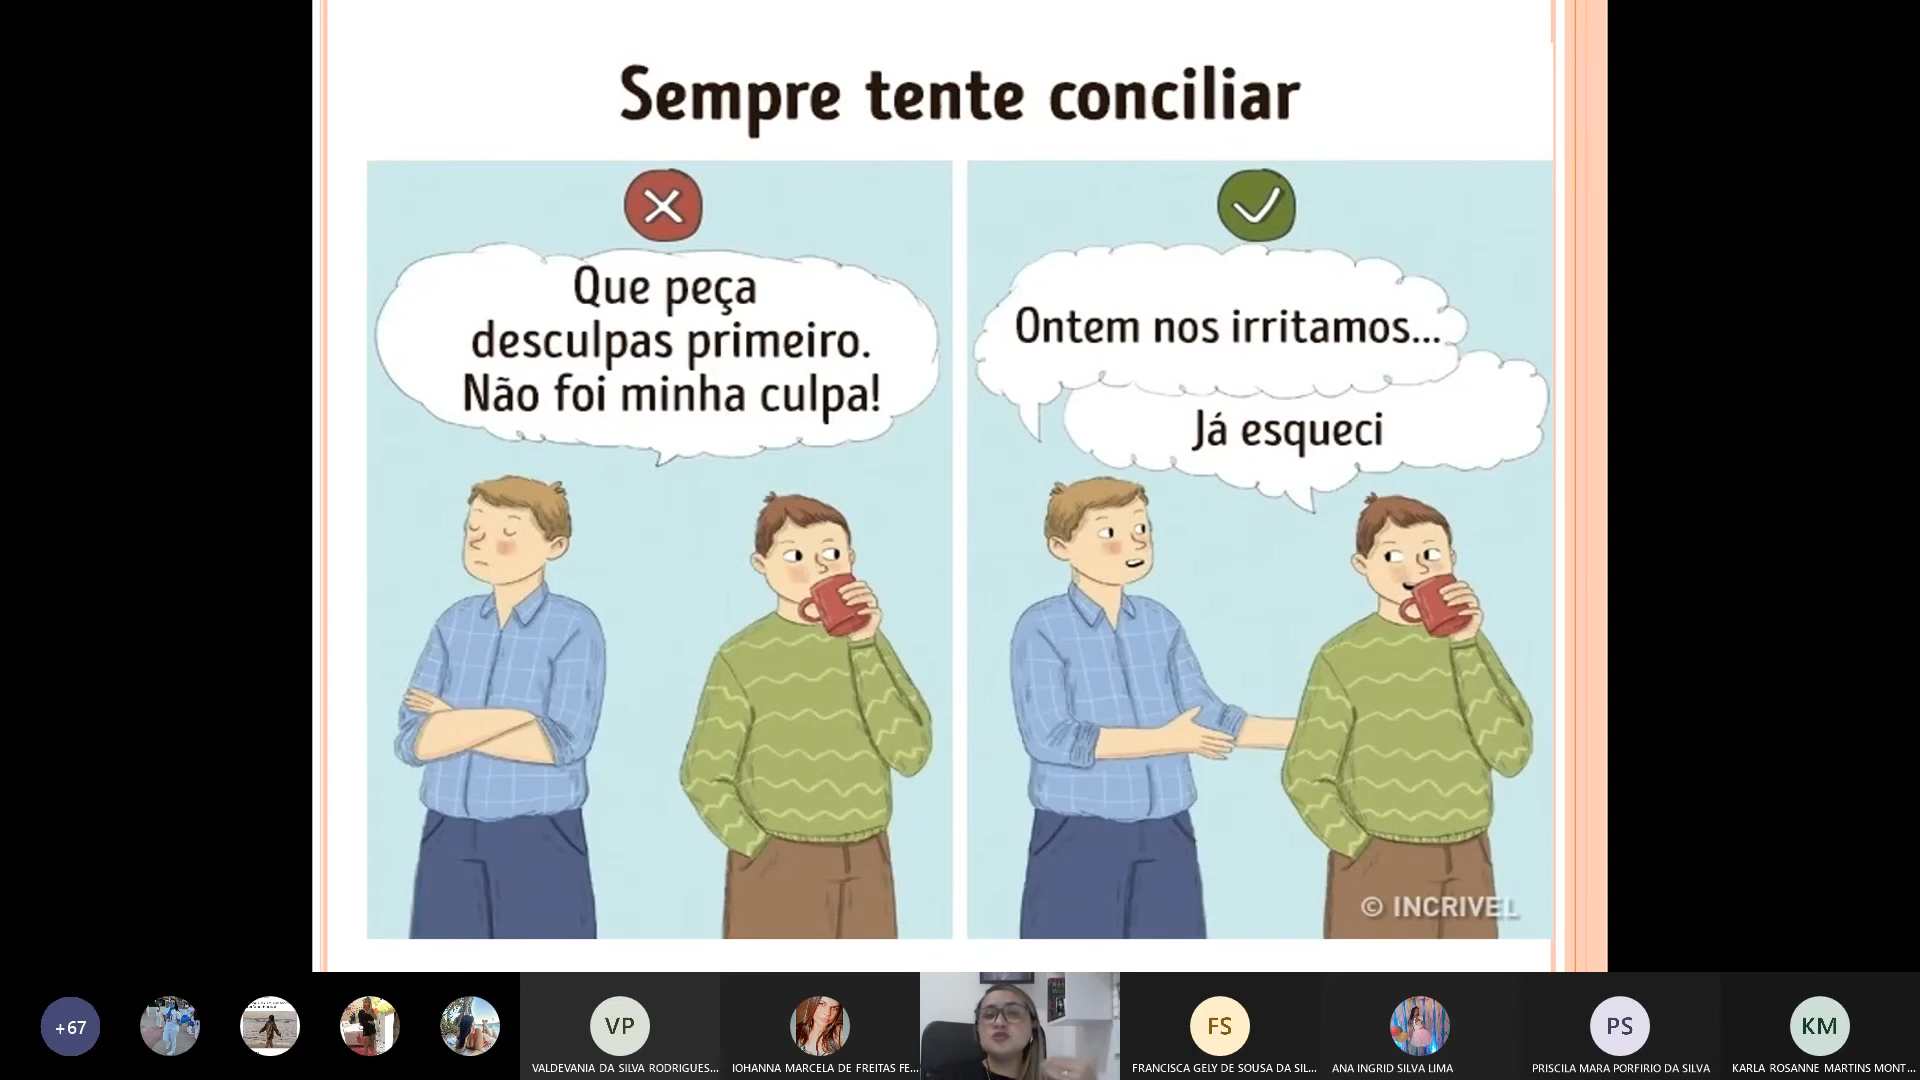 Sempre tente conciliar
Que peça
desculpas primeiro.
Não foi minha culpa!
Ontem nos irritamos...
Já esqueci
© INCRIVEL
+67
VP
VALDEVANIA DA SILVA RODRIGUES...
IOHANNA MARCELA DE FREITAS FE...
FS
FRANCISCA GELY DE SOUSA DA SIL...
ANA INGRID SILVA LIMA
PS
PRISCILA MARA PORFIRIO DA SILVA
KM
KARLA ROSANNE MARTINS MONT...